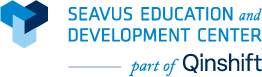 SEAVUS EDUCATION and
DEVELOPMENT CENTER
part of Qinshift